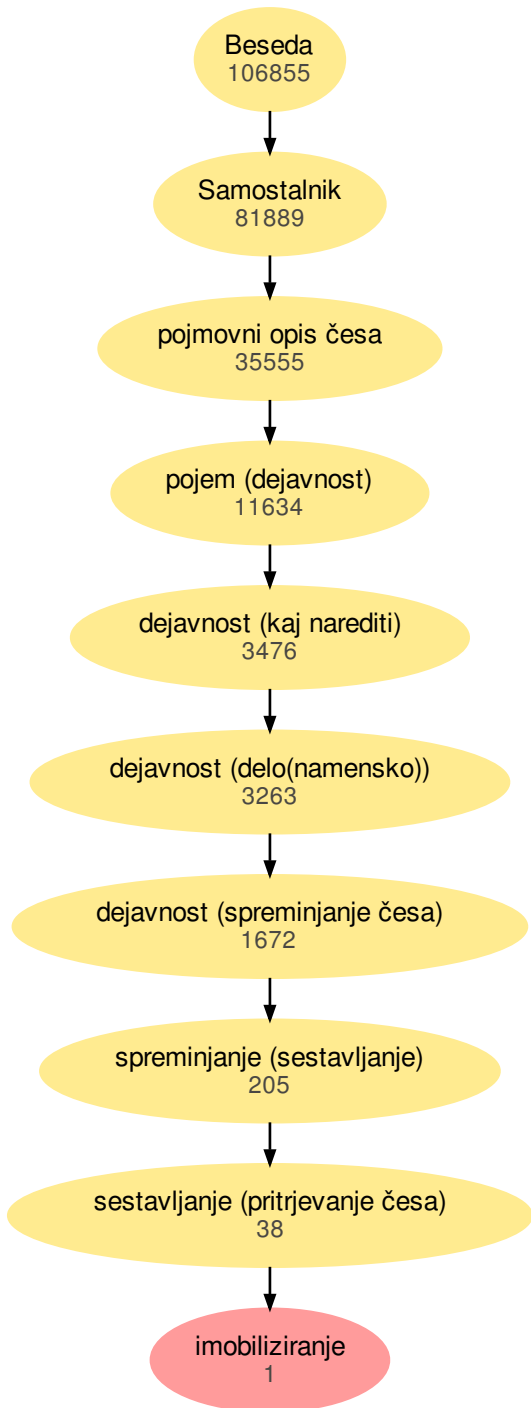 Beseda
106855
Samostalnik
81889
pojmovni opis česa
35555
pojem (dejavnost)
11634
dejavnost (kaj narediti)
3476
dejavnost (delo(namensko))
3263
dejavnost (spreminjanje česa)
1672
spreminjanje (sestavljanje)
205
sestavljanje (pritrjevanje česa)
38
imobiliziranje
1